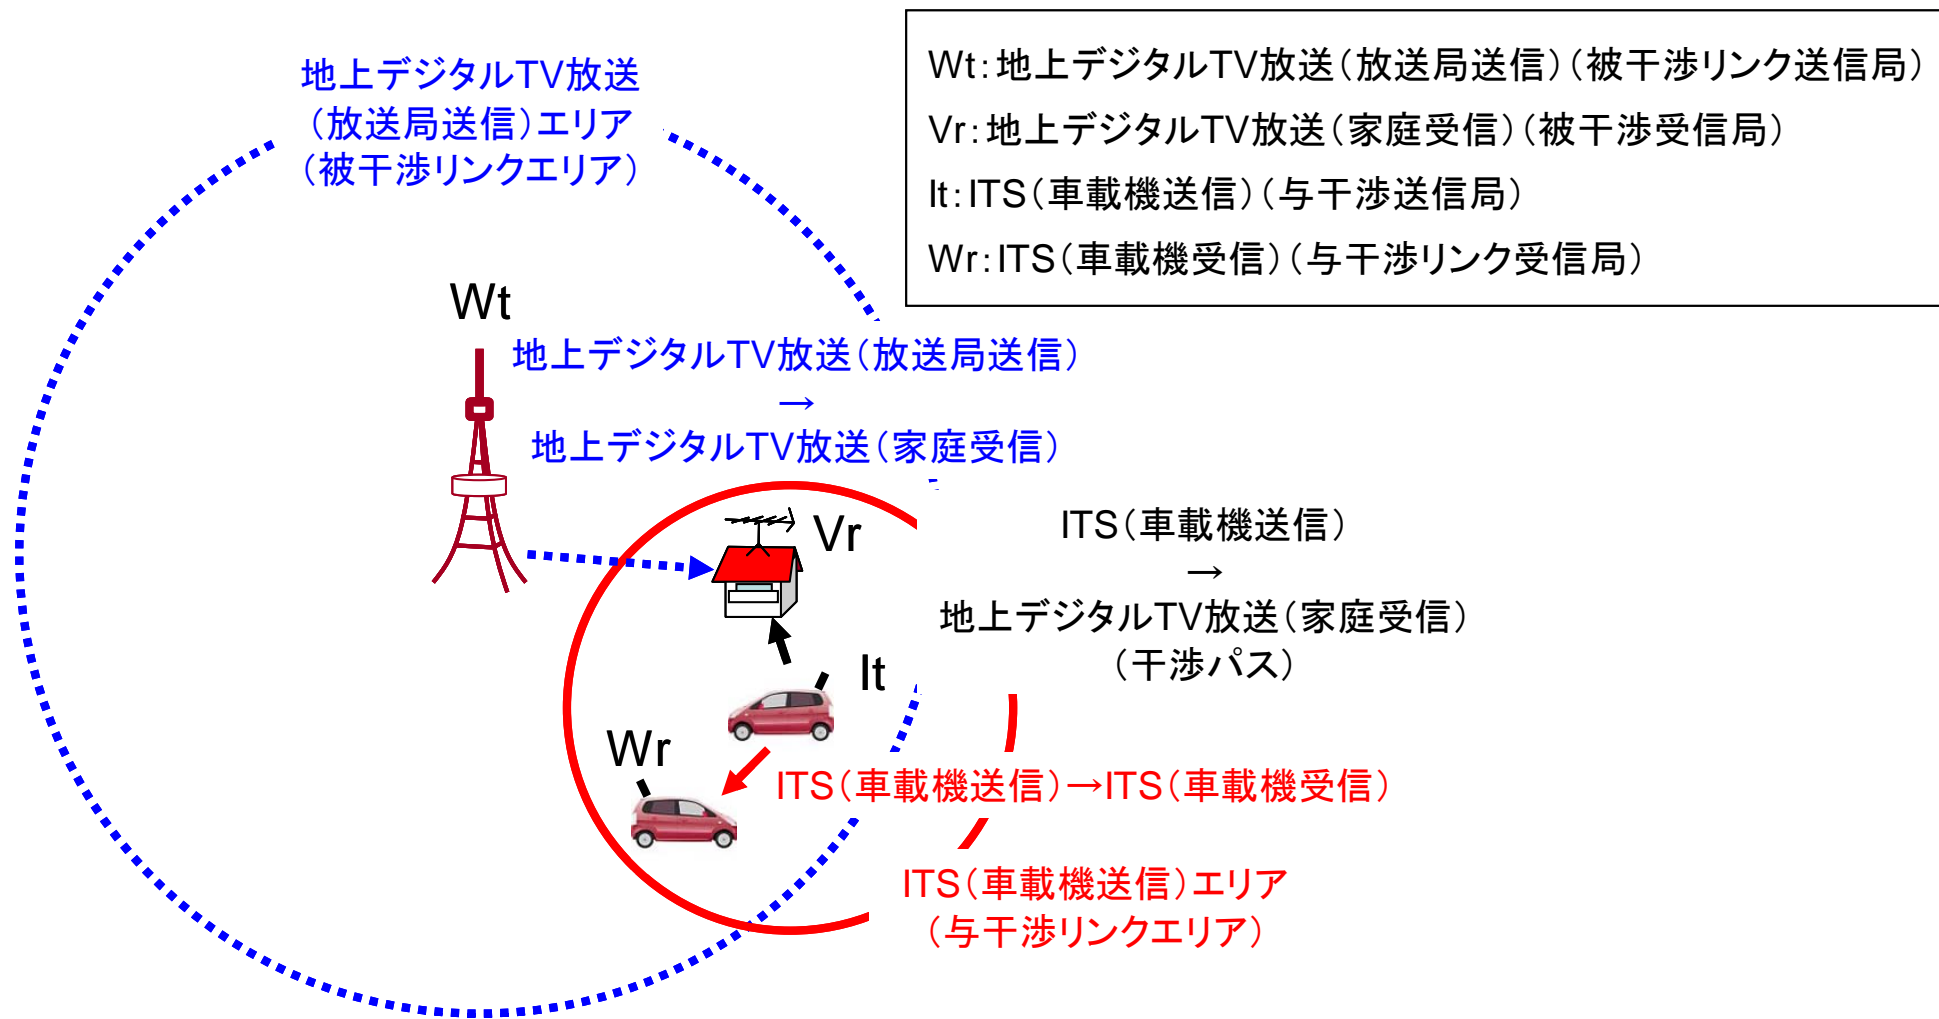 地上デジタルTV放送
(放送局送信)エリア
(被干渉リンクエリア)
Wt:地上デジタルTV放送(放送局送信)(被干渉リンク送信局)
Vr:地上デジタルTV放送(家庭受信)(被干渉受信局)
It:ITS(車載機送信)(与干渉送信局)
Wr:ITS(車載機受信)(与干渉リンク受信局)
Wt
地上デジタルTV放送(放送局送信)
→
地上デジタルTV放送(家庭受信)
Vr
ITS(車載機送信)
→
地上デジタルTV放送(家庭受信)
(干渉パス)
It
Wr
ITS(車載機送信)→ITS(車載機受信)
ITS(車載機送信)エリア
(与干渉リンクエリア)